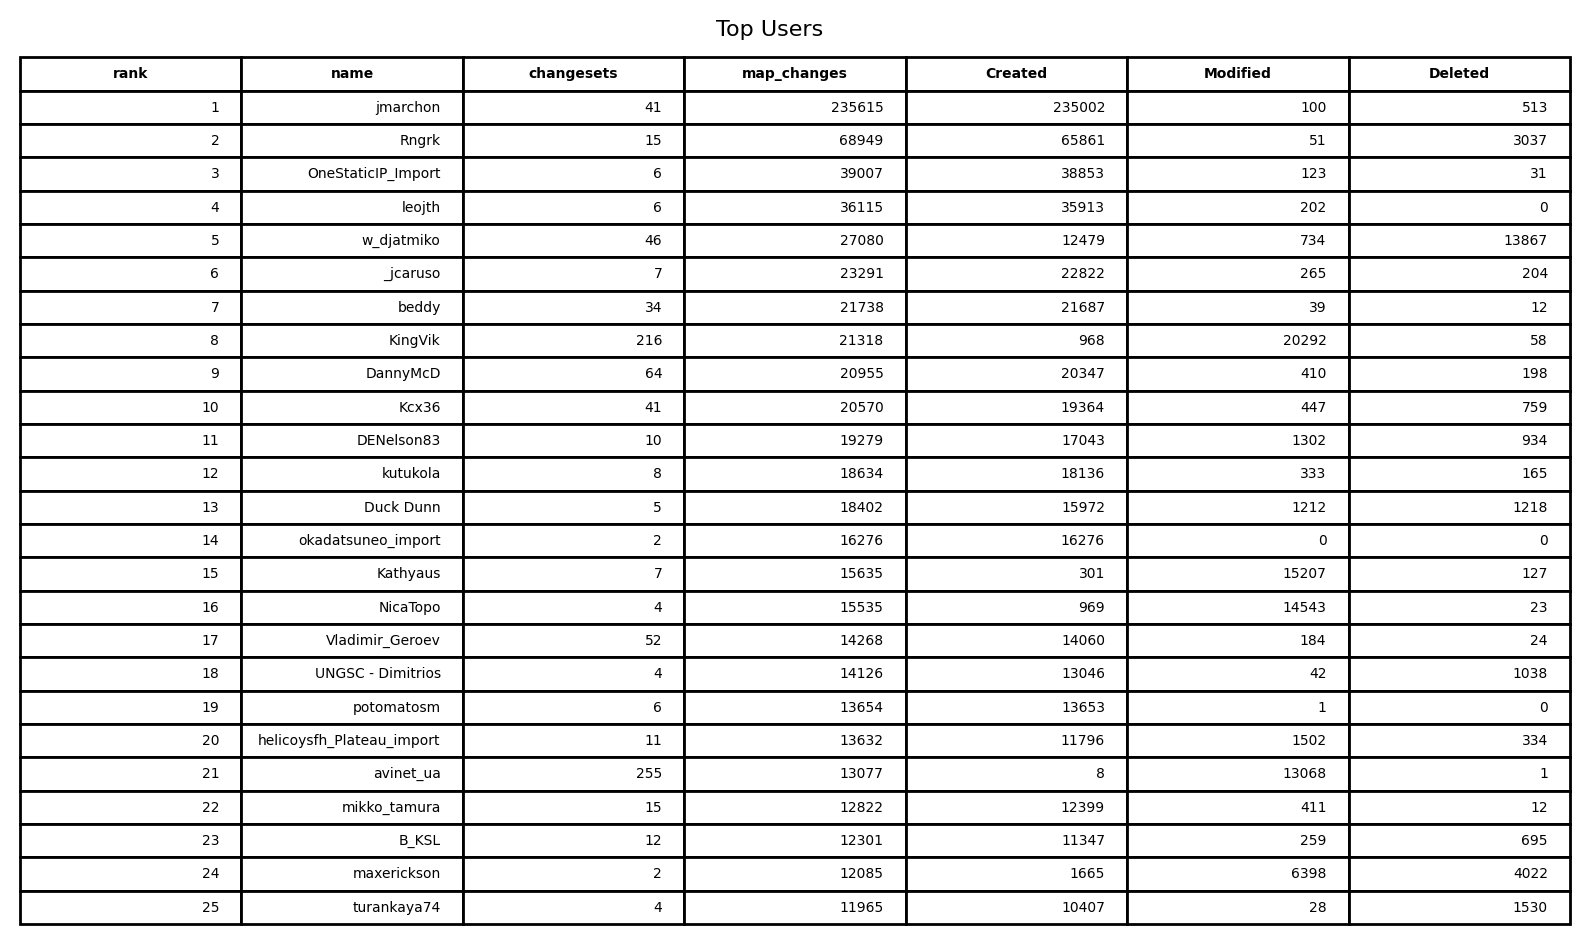 Top Users
rank name changesets map_changes Created Modified Deleted
1 jmarchon 41 235615 235002 100 513
2 Rngrk 15 68949 65861 51 3037
3 OneStaticIP_Import 6 39007 38853 123 31
4 leojth 6 36115 35913 202 0
5 w_djatmiko 46 27080 12479 734 13867
6 _jcaruso 7 23291 22822 265 204
7 beddy 34 21738 21687 39 12
8 KingVik 216 21318 968 20292 58
9 DannyMcD 64 20955 20347 410 198
10 Kcx36 41 20570 19364 447 759
11 DENelson83 10 19279 17043 1302 934
12 kutukola 8 18634 18136 333 165
13 Duck Dunn 5 18402 15972 1212 1218
14 okadatsuneo_import 2 16276 16276 0 0
15 Kathyaus 7 15635 301 15207 127
16 NicaTopo 4 15535 969 14543 23
17 Vladimir_Geroev 52 14268 14060 184 24
18 UNGSC - Dimitrios 4 14126 13046 42 1038
19 potomatosm 6 13654 13653 1 0
20 helicoysfh_Plateau_import 11 13632 11796 1502 334
21 avinet_ua 255 13077 8 13068 1
22 mikko_tamura 15 12822 12399 411 12
23 B_KSL 12 12301 11347 259 695
24 maxerickson 2 12085 1665 6398 4022
25 turankaya74 4 11965 10407 28 1530